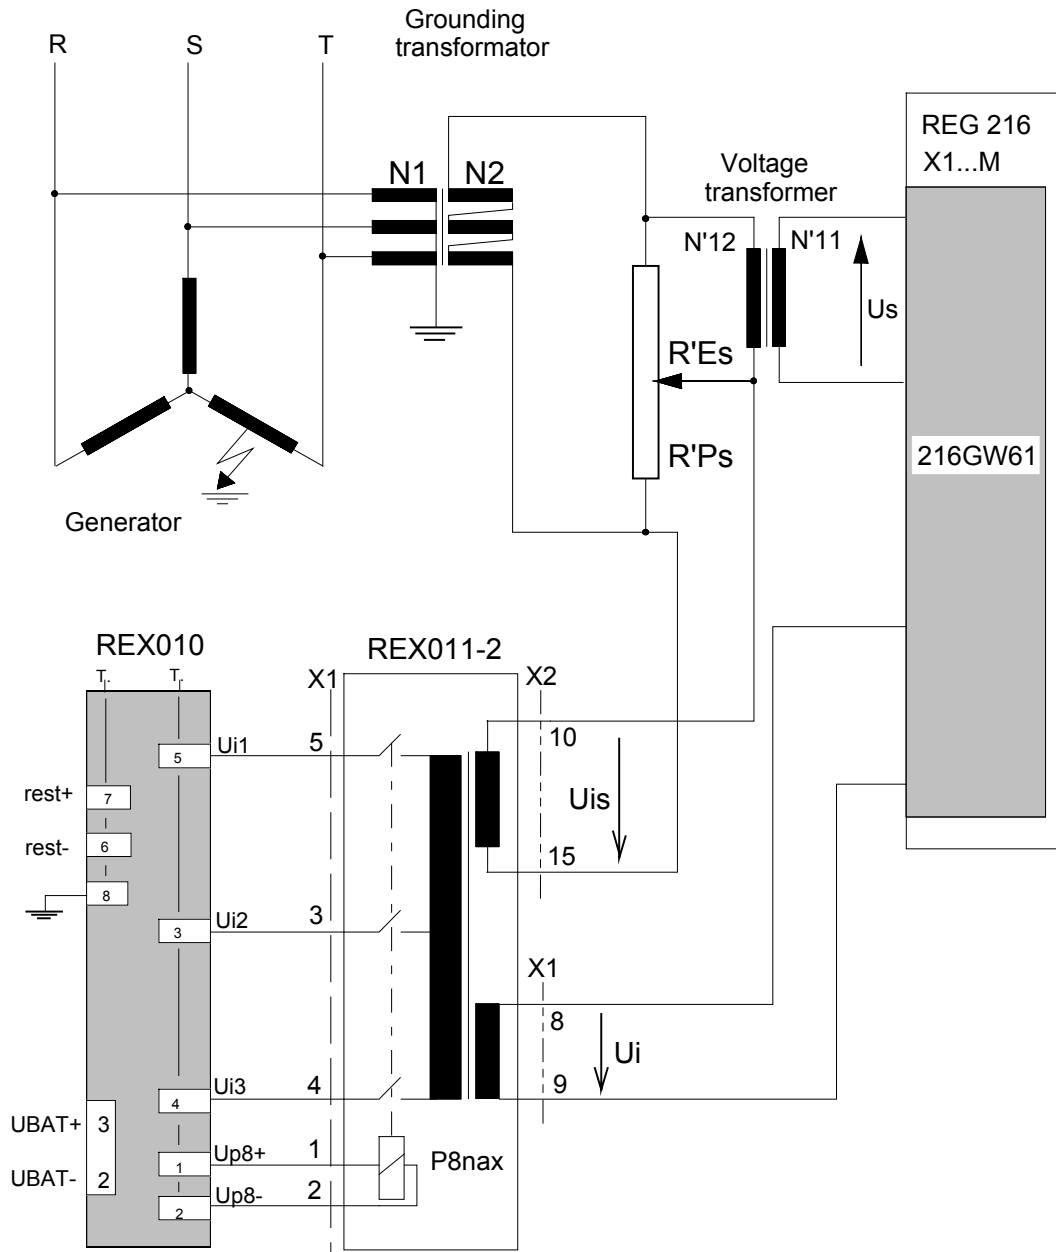 Grounding
transformator
R S T
REG 216
X1...M
Voltage
transformer
N1 N2
N'12 N'11
Us
R'Es
R'Ps
216GW61
Generator
REX010
REX011-2
T. T.
X1
X2
5 Ui1 5
10
rest+ 7
Uis
rest- 6
15
8
3 Ui2 3
X1
8
Ui
9
4 Ui3 4
UBAT+ 3
1 Up8+ 1
P8nax
UBAT- 2
2 Up8- 2